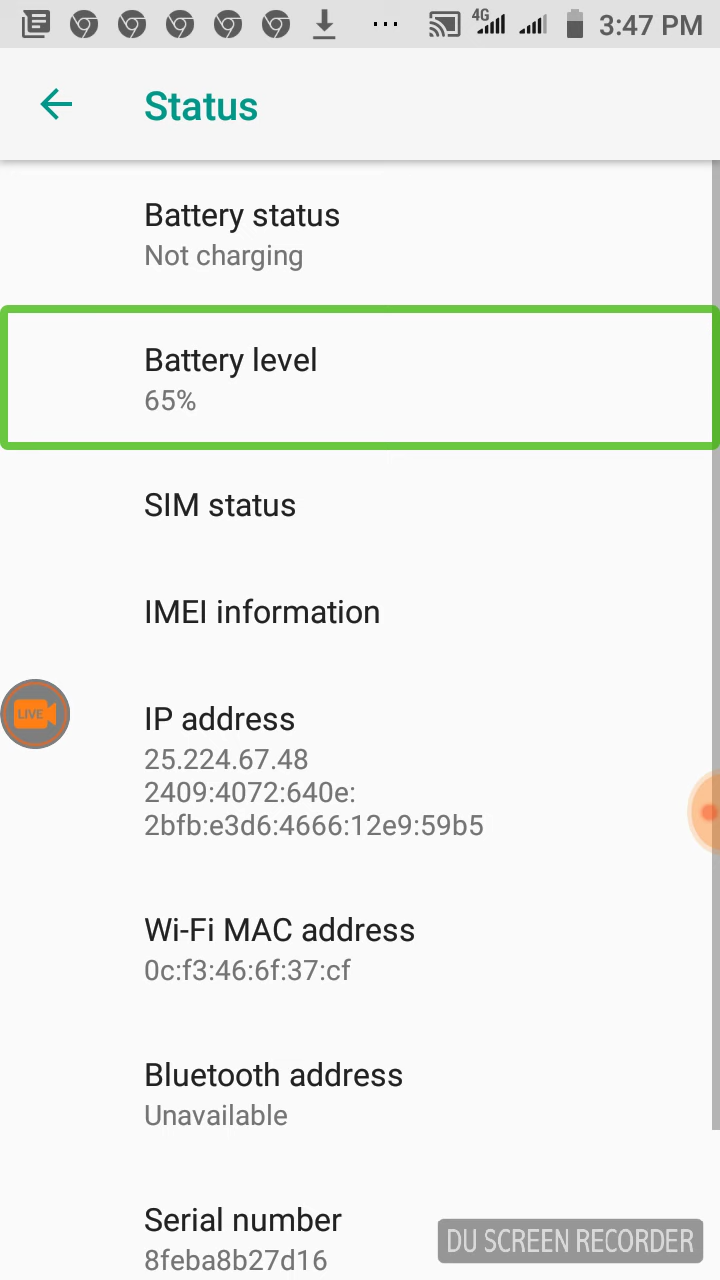 4G 3:47 PM
Status
Battery status
Not charging
Battery level
65%
SIM status
IMEI information
LIVE
IP address
25.224.67.48
2409:4072:640e:
2bfb:e3d6:4666:12e9:59b5
Wi-Fi MAC address
0c:f3:46:6f:37:cf
Bluetooth address
Unavailable
Serial number
8feba8b27d16
DU SCREEN RECORDER